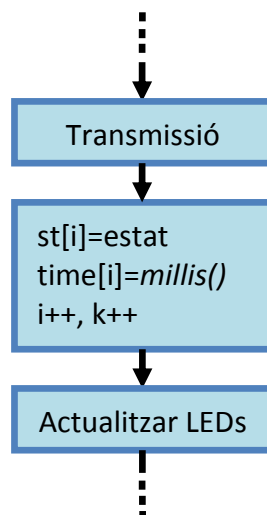 Transmissió
st[i]=estat
time[i]=millis()
i++, k++
Actualitzar LEDs